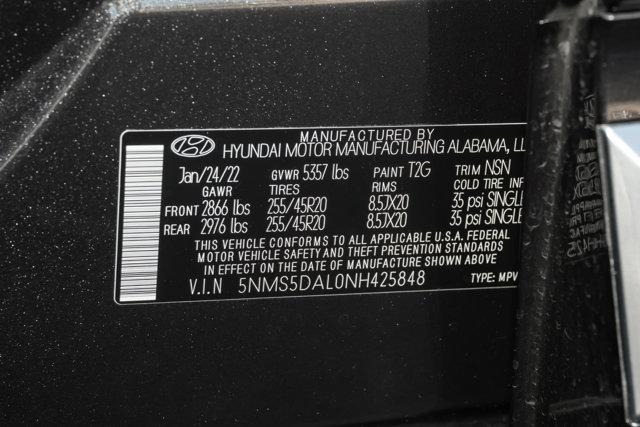 MANUFACTURED BY
HYUNDAI MOTOR MANUFACTURING ALABAMA, LL
Jan/24/22 GVWR 5357 lbs PAINT T2G TRIM NSN
GAWR TIRES RIMS COLD TIRE INF
FRONT 2866 lbs 255/45R20 8.5JX20 35 psi SINGLE
REAR 2976 lbs 255/45R20 8.5JX20 35 psi SINGLE
THIS VEHICLE CONFORMS TO ALL APPLICABLE U.S.A. FEDERAL
MOTOR VEHICLE SAFETY AND THEFT PREVENTION STANDARDS
IN EFFECT ON THE DATE OF MANUFACTURE SHOWN ABOVE
V.I.N 5NMS5DAL0NH425848 TYPE: MPV